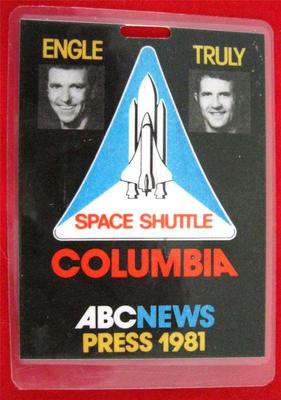 ENGLE TRULY
SPACE SHUTTLE
COLUMBIA
ABCNEWS
PRESS 1981